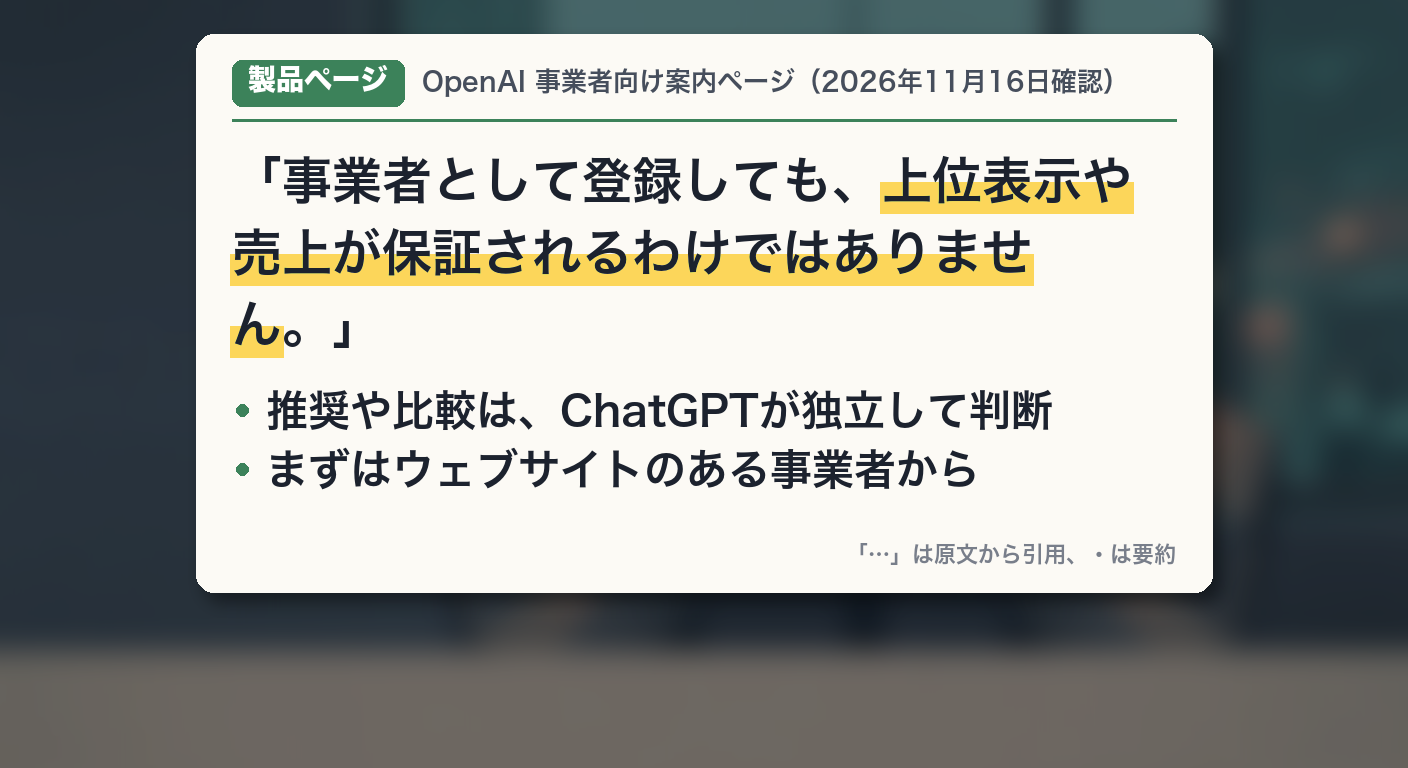 製品ページ OpenAI 事業者向け案内ページ（2026年11月16日確認）
「事業者として登録しても、上位表示や
売上が保証されるわけではありませ
ん。」
• 推奨や比較は、ChatGPTが独立して判断
• まずはウェブサイトのある事業者から
「…」は原文から引用、・は要約